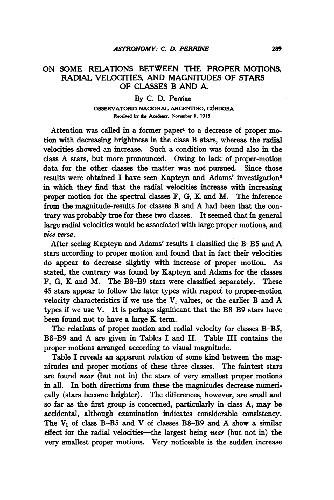 ASTRONOMY: C. D. PERRINE 289
ON SOME RELATIONS BETWEEN THE PROPER MOTIONS,
RADIAL VELOCITIES, AND MAGNITUDES OF STARS
OF CLASSES B AND A.
By C. D. Perrine
OBSERVATORIO NACIONAL ARGENTINO, CÓRDOBA
Received by the Academy, November 8, 1915
Attention was called in a former paper¹ to a decrease of proper mo-
tion with decreasing brightness in the class B stars, whereas the radial
velocities showed an increase. Such a condition was found also in the
class A stars, but more pronounced. Owing to lack of proper-motion
data for the other classes the matter was not pursued. Since those
results were obtained I have seen Kapteyn and Adams' investigation²
in which they find that the radial velocities increase with increasing
proper motion for the spectral classes F, G, K and M. The inference
from the magnitude-results for classes B and A had been that the con-
trary was probably true for these two classes. It seemed that in general
large radial velocities would be associated with large proper motions, and
vice versa.
After seeing Kapteyn and Adams' results I classified the B–B5 and A
stars according to proper motion and found that in fact their velocities
do appear to decrease slightly with increase of proper motion. As
stated, the contrary was found by Kapteyn and Adams for the classes
F, G, K and M. The B8–B9 stars were classified separately. These
45 stars appear to follow the later types with respect to proper-motion
velocity characteristics if we use the V₁ values, or the earlier B and A
types if we use V. It is perhaps significant that the B8–B9 stars have
been found not to have a large K term.
The relations of proper motion and radial velocity for classes B–B5,
B8–B9 and A are given in Tables I and II. Table III contains the
proper motions arranged according to visual magnitude.
Table I reveals an apparent relation of some kind between the mag-
nitudes and proper motions of these three classes. The faintest stars
are found near (but not in) the stars of very smallest proper motions
in all. In both directions from these the magnitudes decrease numeri-
cally (stars become brighter). The differences, however, are small and
so far as the first group is concerned, particularly in class A, may be
accidental, although examination indicates considerable consistency.
The V₁ of class B–B5 and V of classes B8–B9 and A show a similar
effect for the radial velocities—the largest being near (but not in) the
very smallest proper motions. Very noticeable is the sudden increase